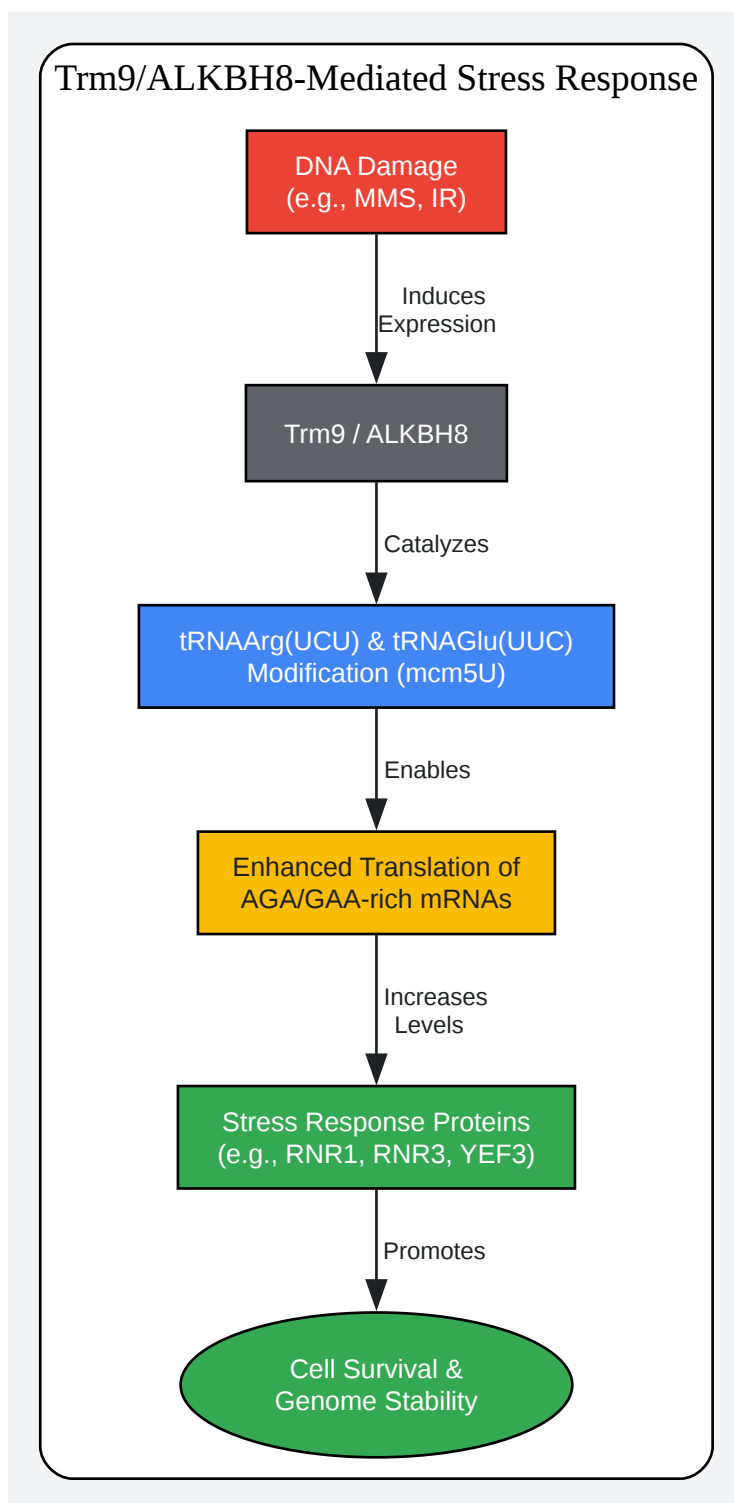 Trm9/ALKBH8-Mediated Stress Response
DNA Damage
(e.g., MMS, IR)
Induces
Expression
Trm9 / ALKBH8
Catalyzes
tRNAArg(UCU) & tRNAGlu(UUC)
Modification (mcm5U)
Enables
Enhanced Translation of
AGA/GAA-rich mRNAs
Increases
Levels
Stress Response Proteins
(e.g., RNR1, RNR3, YEF3)
Promotes
Cell Survival &
Genome Stability